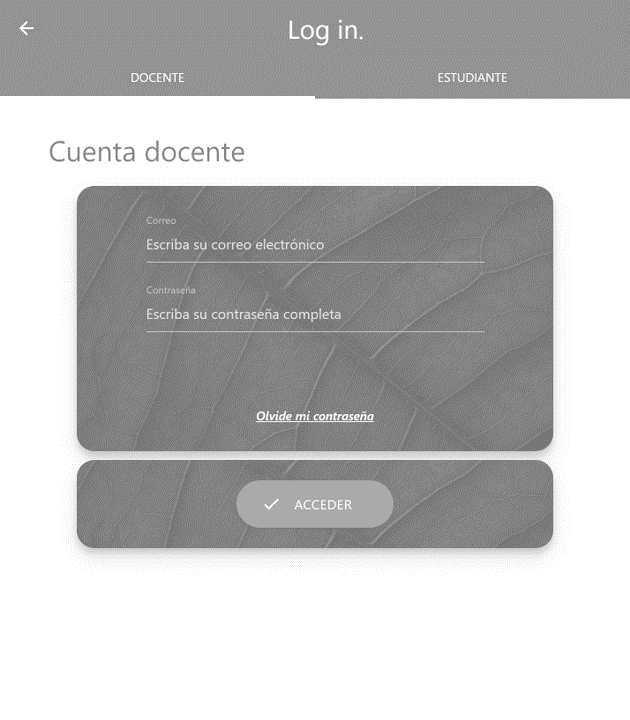 Log in.
DOCENTE
ESTUDIANTE
Cuenta docente
Correo
Escriba su correo electrónico
Contraseña
Escriba su contraseña completa
Olvide mi contraseña
ACCEDER